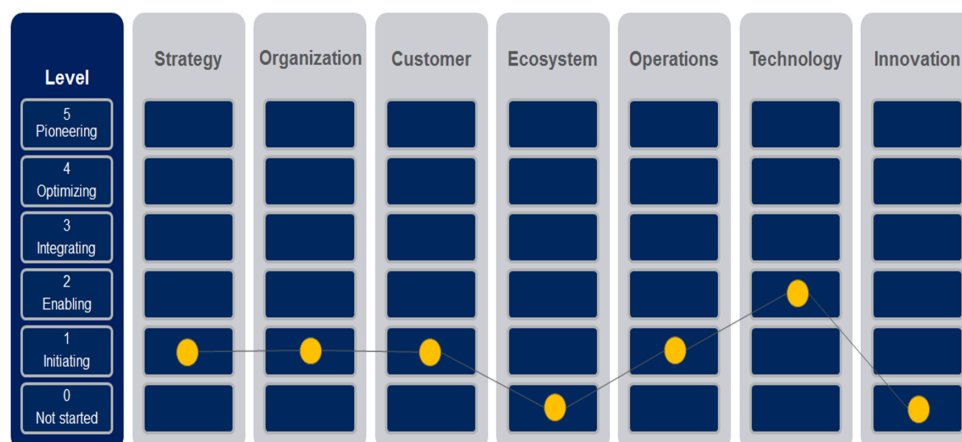 Level
Strategy
Organization
Customer
Ecosystem
Operations
Technology
Innovation
5
Pioneering
4
Optimizing
3
Integrating
2
Enabling
1
Initiating
0
Not started